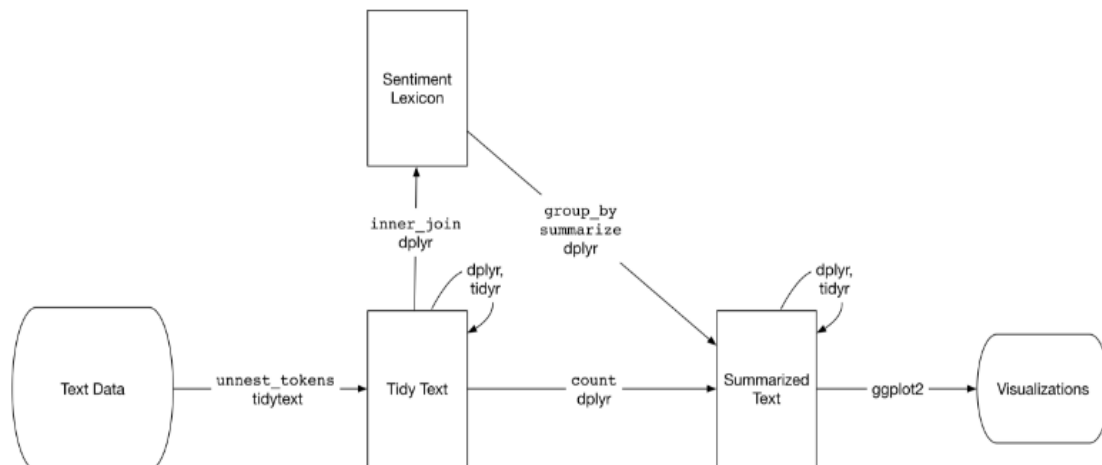 Sentiment
Lexicon
inner_join
dplyr
group_by
summarize
dplyr
dplyr,
tidyr
dplyr,
tidyr
Text Data
unnest_tokens
tidytext
Tidy Text
count
dplyr
Summarized
Text
ggplot2
Visualizations